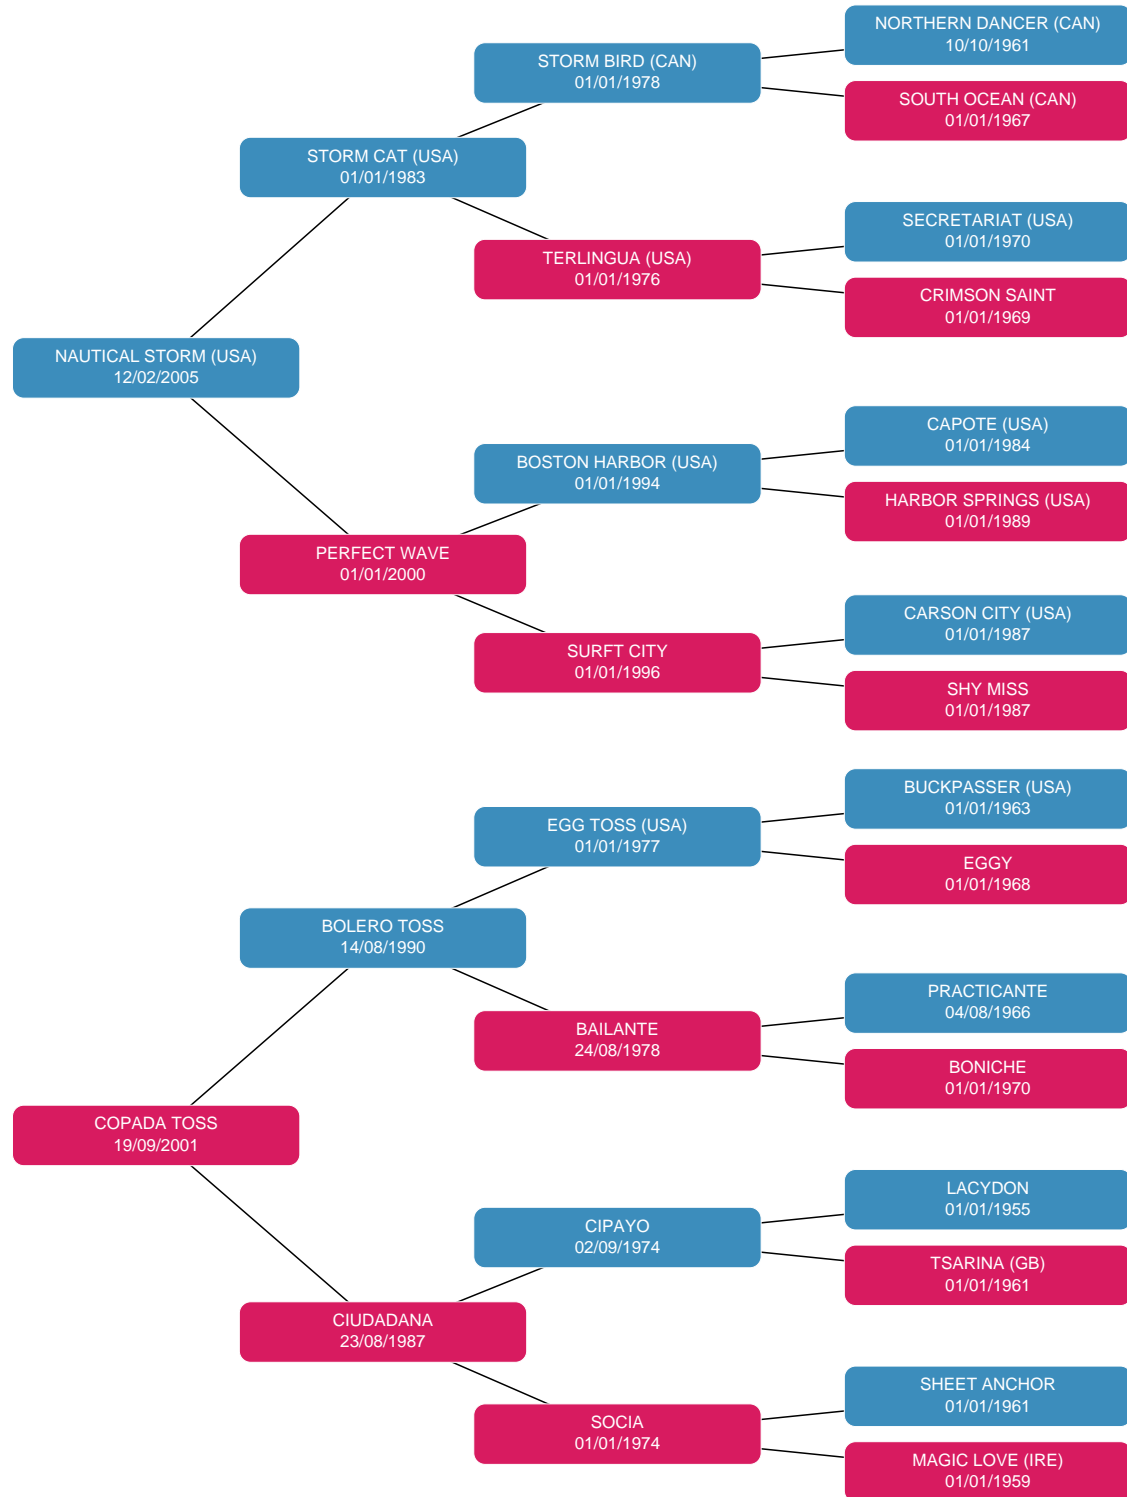 NORTHERN DANCER (CAN)
10/10/1961
STORM BIRD (CAN)
01/01/1978
SOUTH OCEAN (CAN)
01/01/1967
STORM CAT (USA)
01/01/1983
SECRETARIAT (USA)
01/01/1970
TERLINGUA (USA)
01/01/1976
CRIMSON SAINT
01/01/1969
NAUTICAL STORM (USA)
12/02/2005
CAPOTE (USA)
01/01/1984
BOSTON HARBOR (USA)
01/01/1994
HARBOR SPRINGS (USA)
01/01/1989
PERFECT WAVE
01/01/2000
CARSON CITY (USA)
01/01/1987
SURFT CITY
01/01/1996
SHY MISS
01/01/1987
BUCKPASSER (USA)
01/01/1963
EGG TOSS (USA)
01/01/1977
EGGY
01/01/1968
BOLERO TOSS
14/08/1990
PRACTICANTE
04/08/1966
BAILANTE
24/08/1978
BONICHE
01/01/1970
COPADA TOSS
19/09/2001
LACYDON
01/01/1955
CIPAYO
02/09/1974
TSARINA (GB)
01/01/1961
CIUDADANA
23/08/1987
SHEET ANCHOR
01/01/1961
SOCIA
01/01/1974
MAGIC LOVE (IRE)
01/01/1959